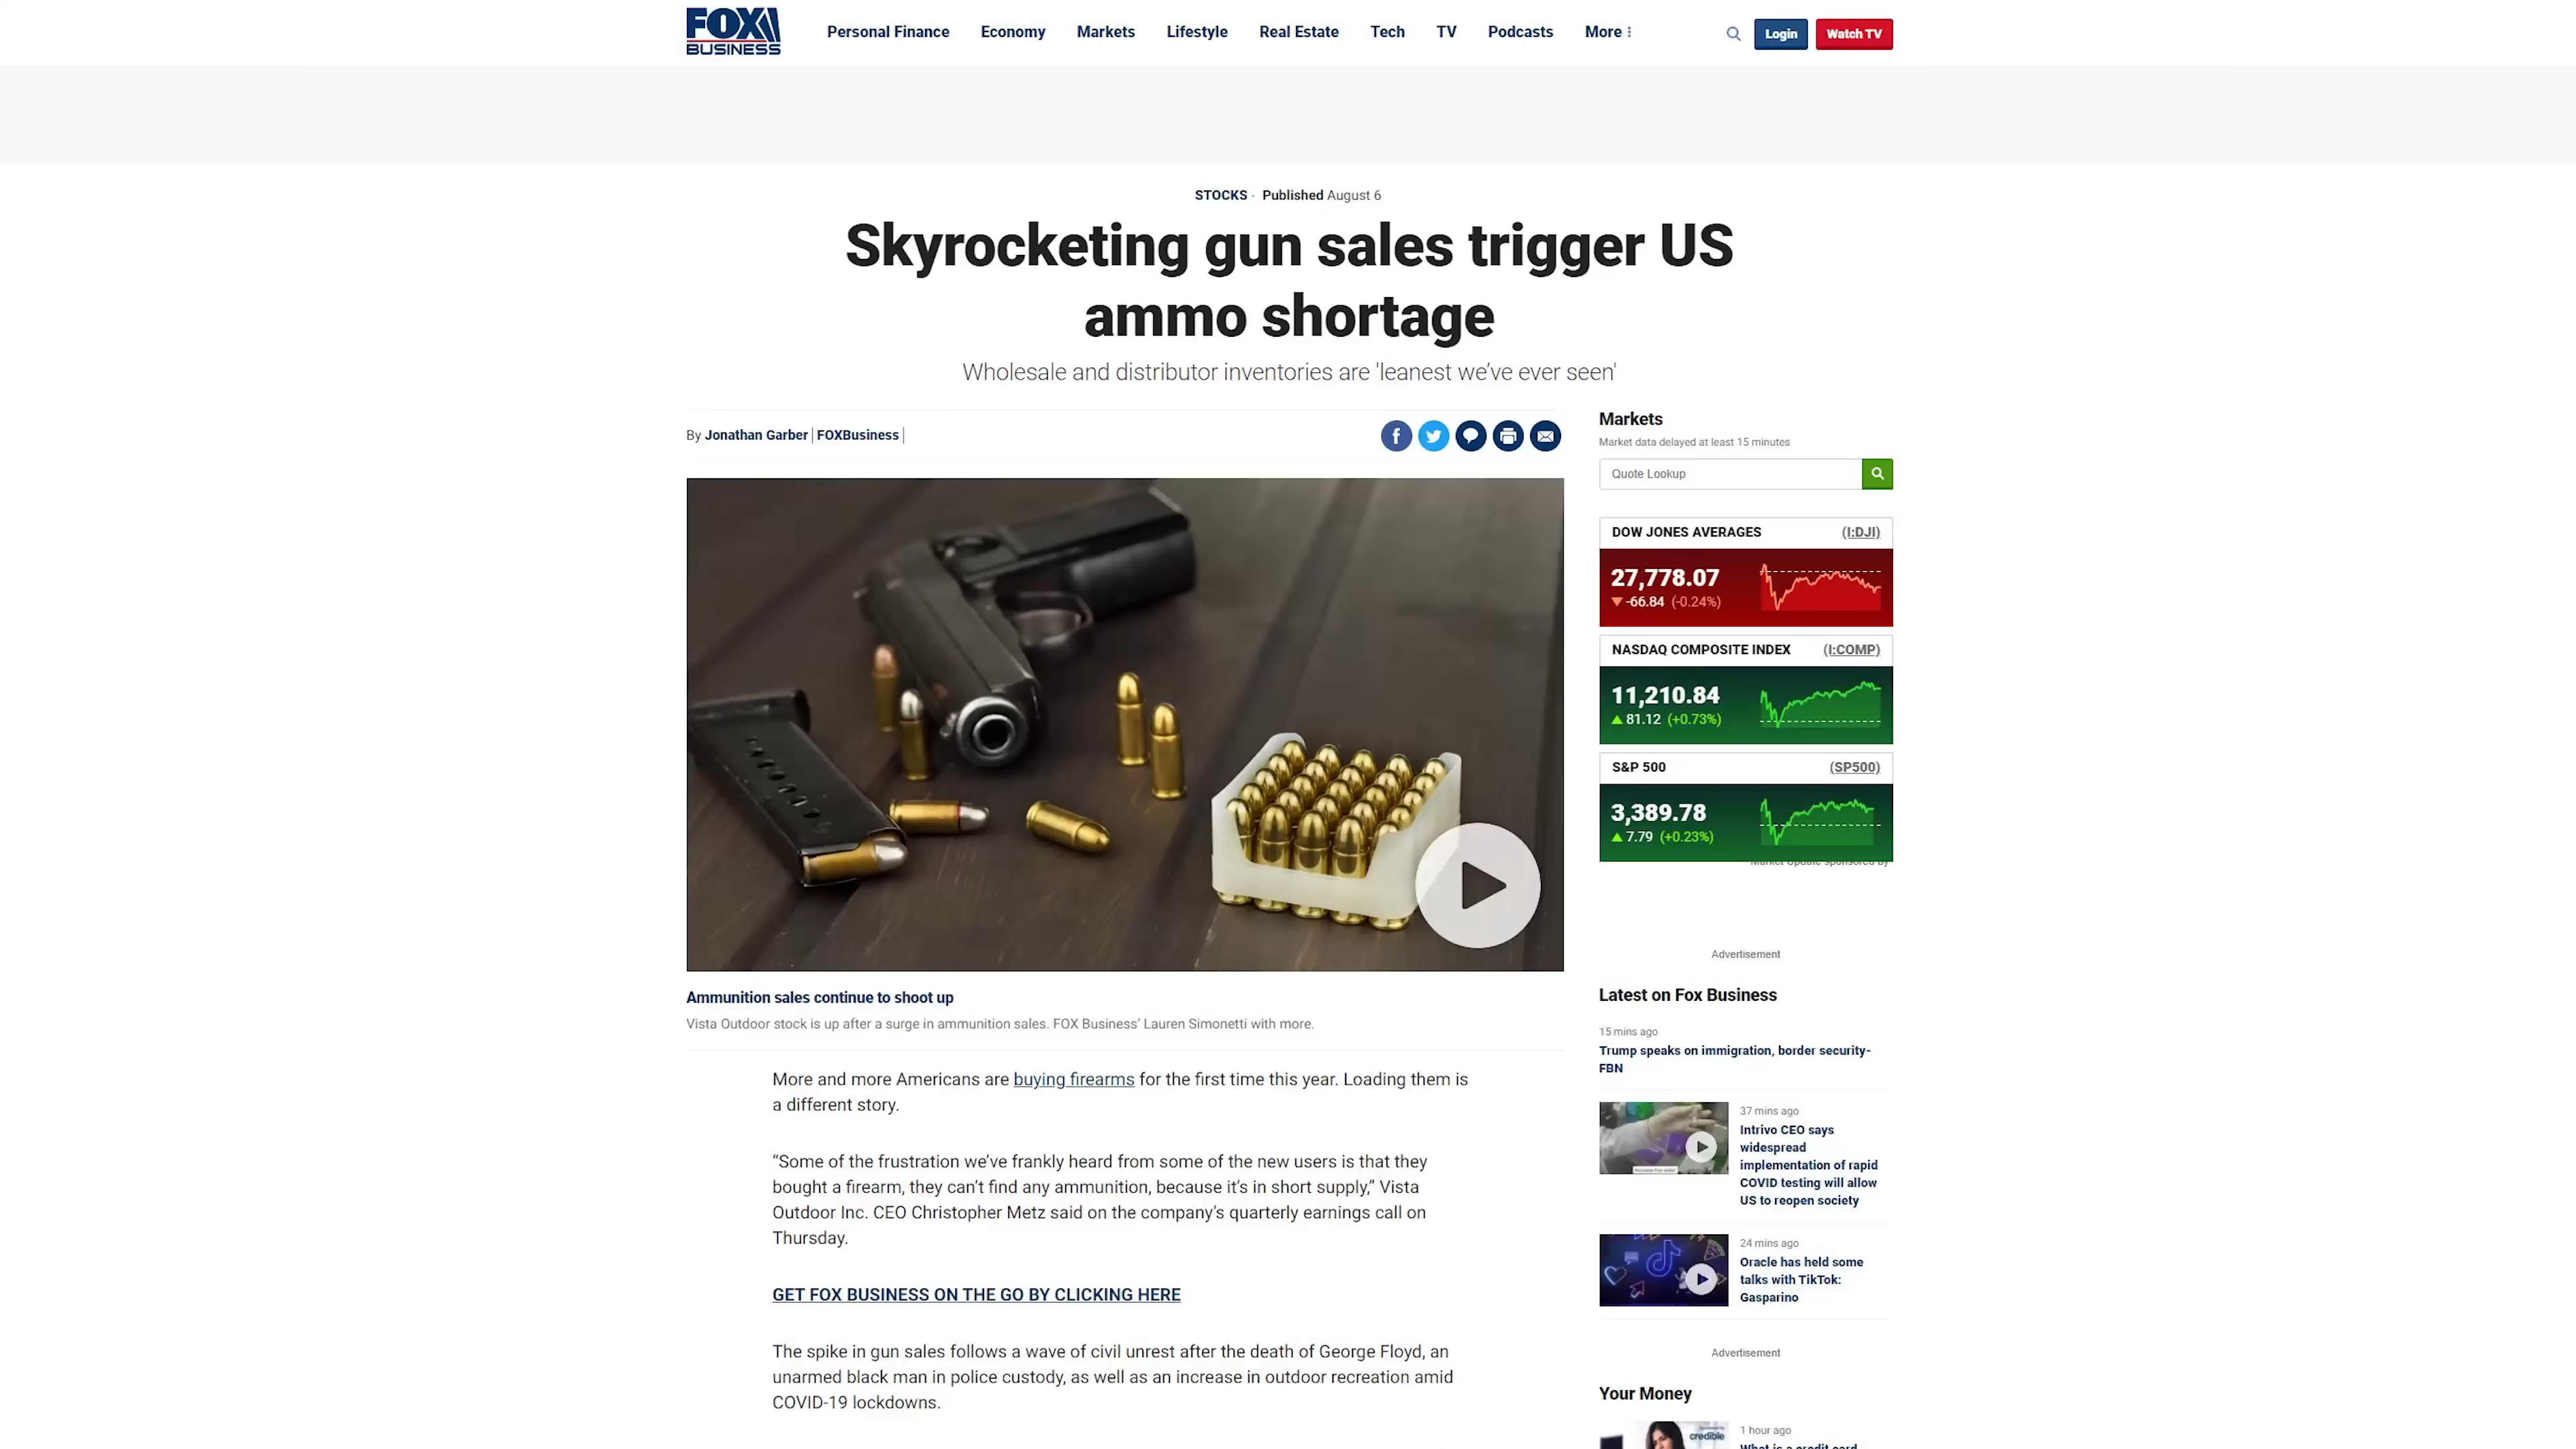 FOX
BUSINESS
Personal Finance
Economy
Markets
Lifestyle
Real Estate
Tech
TV
Podcasts
More
Login
Watch TV
STOCKS · Published August 6
Skyrocketing gun sales trigger US
ammo shortage
Wholesale and distributor inventories are 'leanest we've ever seen'
By Jonathan Garber | FOXBusiness |
Ammunition sales continue to shoot up
Vista Outdoor stock is up after a surge in ammunition sales. FOX Business' Lauren Simonetti with more.
More and more Americans are buying firearms for the first time this year. Loading them is
a different story.
“Some of the frustration we’ve frankly heard from some of the new users is that they
bought a firearm, they can’t find any ammunition, because it’s in short supply,” Vista
Outdoor Inc. CEO Christopher Metz said on the company’s quarterly earnings call on
Thursday.
GET FOX BUSINESS ON THE GO BY CLICKING HERE
The spike in gun sales follows a wave of civil unrest after the death of George Floyd, an
unarmed black man in police custody, as well as an increase in outdoor recreation amid
COVID-19 lockdowns.
Markets
Market data delayed at least 15 minutes
Quote Lookup
DOW JONES AVERAGES (I:DJI)
27,778.07
-66.84 (-0.24%)
NASDAQ COMPOSITE INDEX (I:COMP)
11,210.84
81.12 (+0.73%)
S&P 500 (SP500)
3,389.78
7.79 (+0.23%)
Market Update sponsored by
Advertisement
Latest on Fox Business
15 mins ago
Trump speaks on immigration, border security-
FBN
37 mins ago
Intrivo CEO says
widespread
implementation of rapid
COVID testing will allow
US to reopen society
24 mins ago
Oracle has held some
talks with TikTok:
Gasparino
Advertisement
Your Money
credible
1 hour ago
What is a credit card